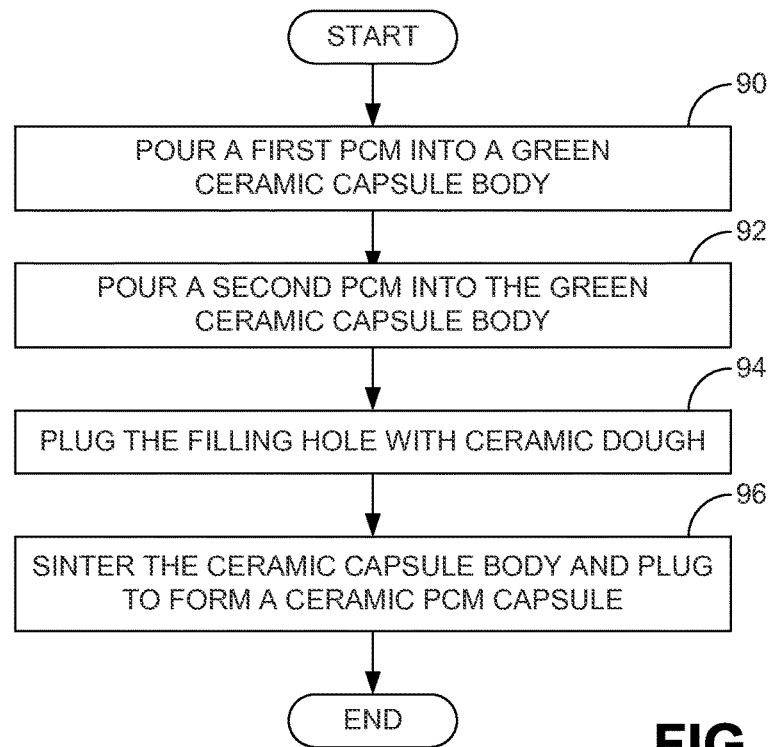 START
90
POUR A FIRST PCM INTO A GREEN
CERAMIC CAPSULE BODY
92
POUR A SECOND PCM INTO THE GREEN
CERAMIC CAPSULE BODY
94
PLUG THE FILLING HOLE WITH CERAMIC DOUGH
96
SINTER THE CERAMIC CAPSULE BODY AND PLUG
TO FORM A CERAMIC PCM CAPSULE
END
FIG